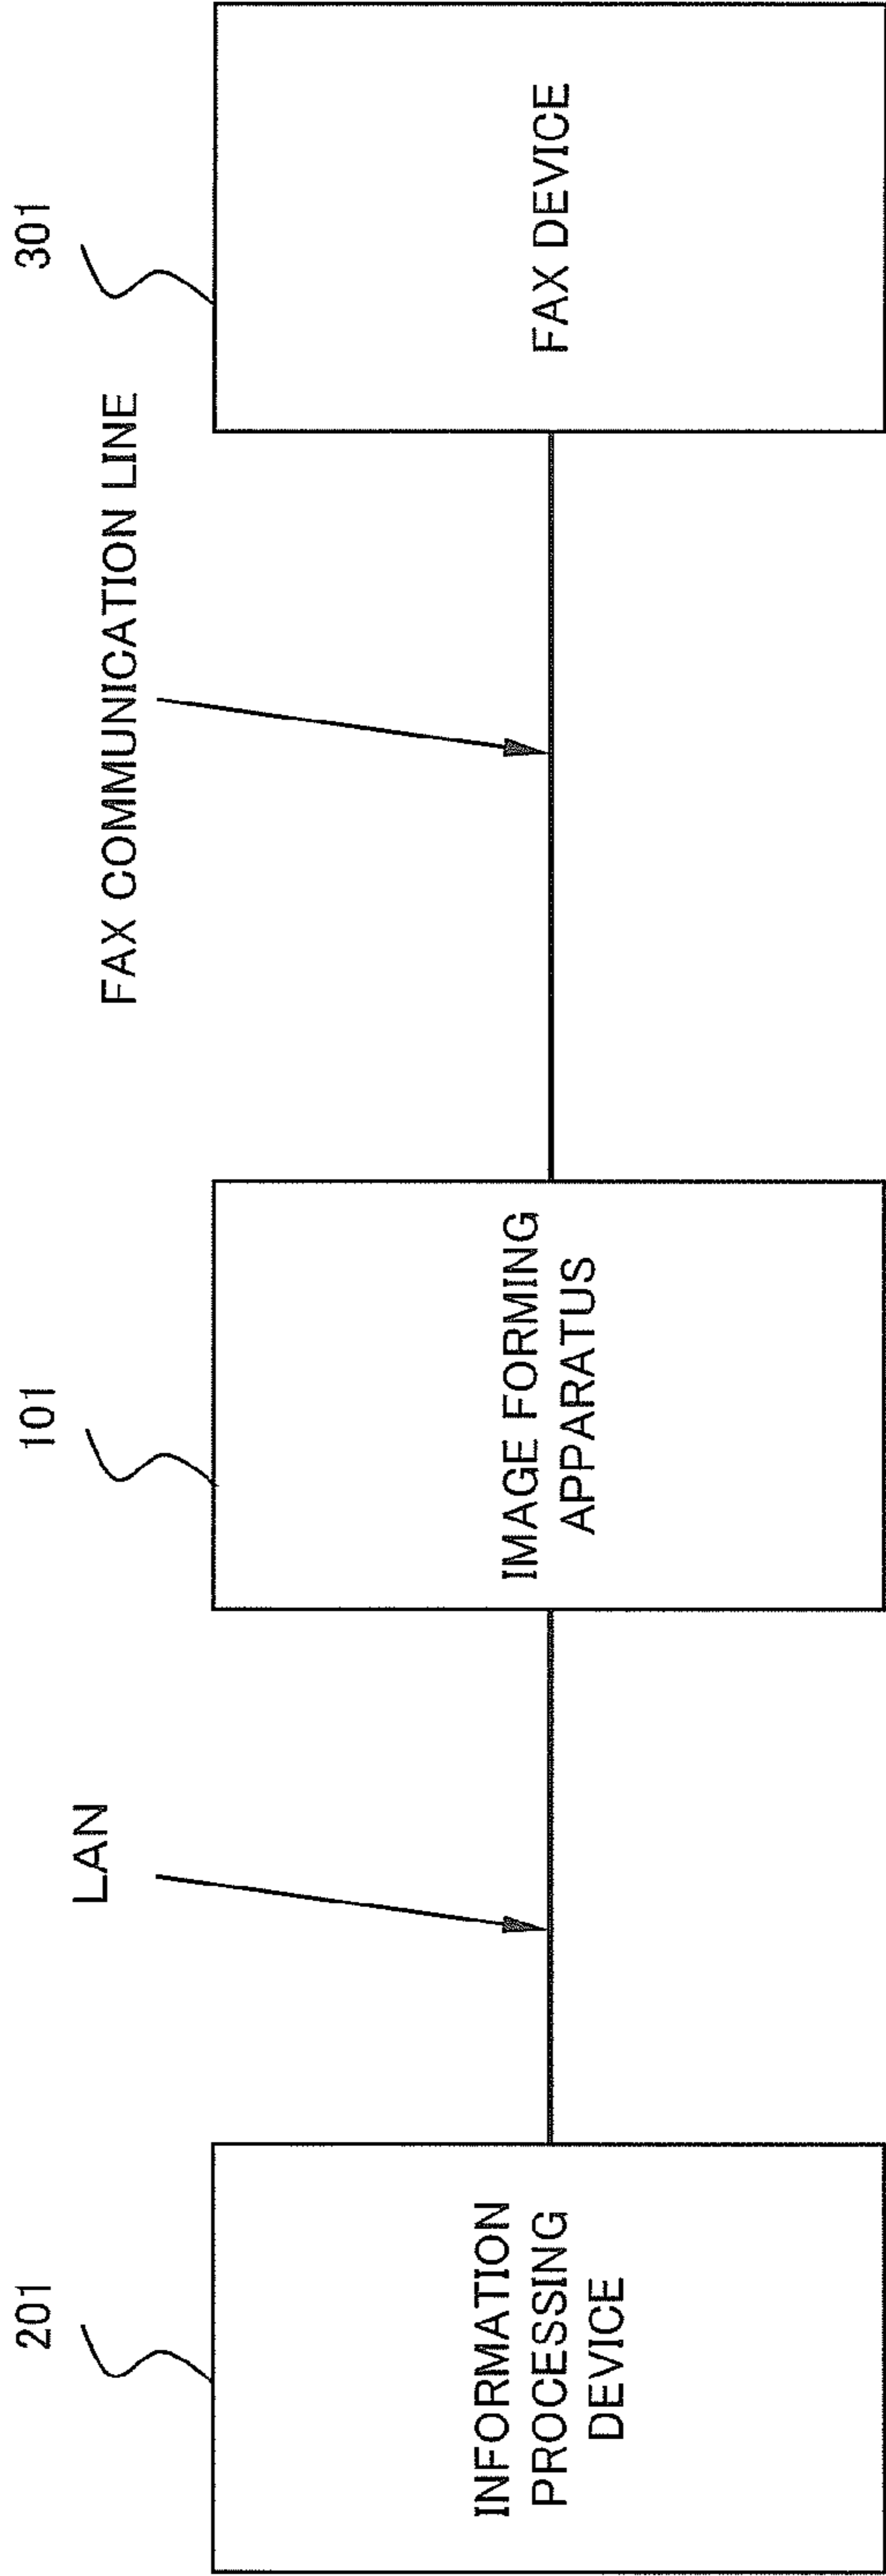 201
INFORMATION
PROCESSING
DEVICE
LAN
101
IMAGE FORMING
APPARATUS
FAX COMMUNICATION LINE
301
FAX DEVICE